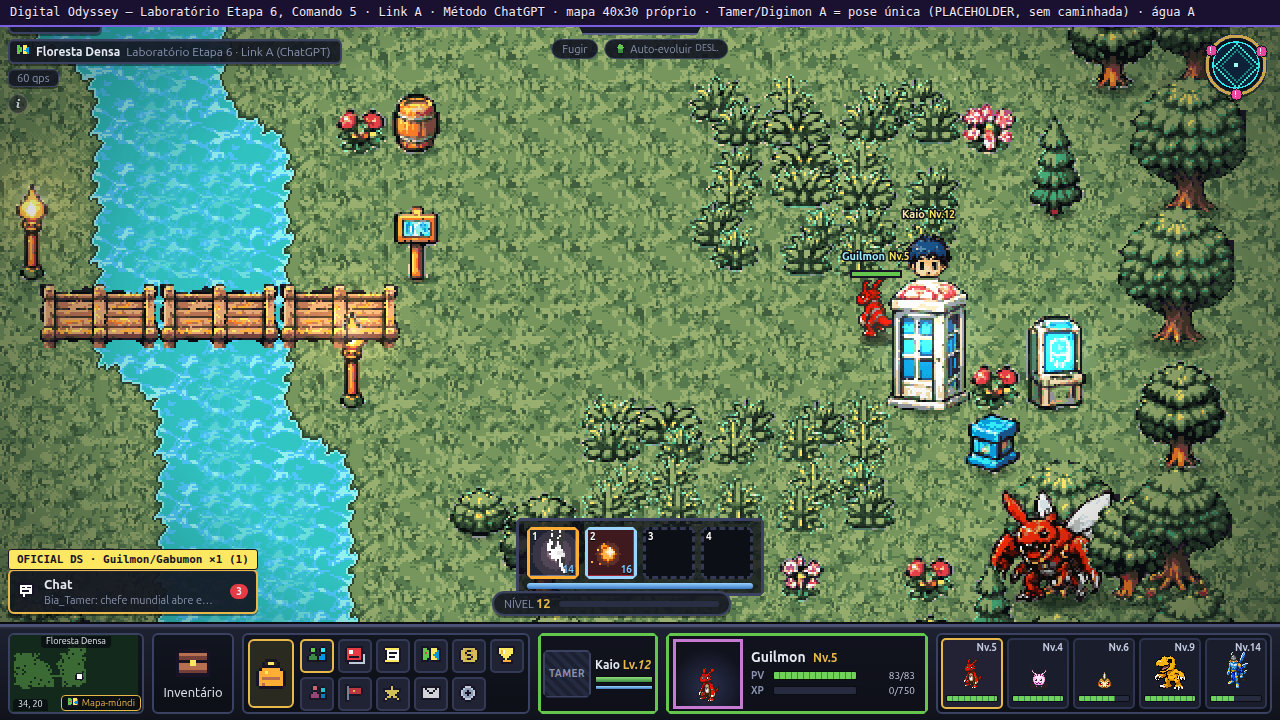 Digital Odyssey — Laboratório Etapa 6, Comando 5 · Link A · Método ChatGPT · mapa 40x30 próprio · Tamer/Digimon A = pose única (PLACEHOLDER, sem caminhada) · água A
Floresta Densa Laboratório Etapa 6 · Link A (ChatGPT)
Fugir
Auto-evoluir DESL.
60 qps
i
Kaio Nv.12
Guilmon Nv.5
OFICIAL DS · Guilmon/Gabumon ×1 (1)
Chat
Bia_Tamer: chefe mundial abre e…
3
1 14
2 16
3
4
NÍVEL 12
Floresta Densa
34, 20
Mapa-múndi
Inventário
TAMER
Kaio Lv.12
Guilmon Nv.5
PV 83/83
XP 0/750
Nv.5
Nv.4
Nv.6
Nv.9
Nv.14